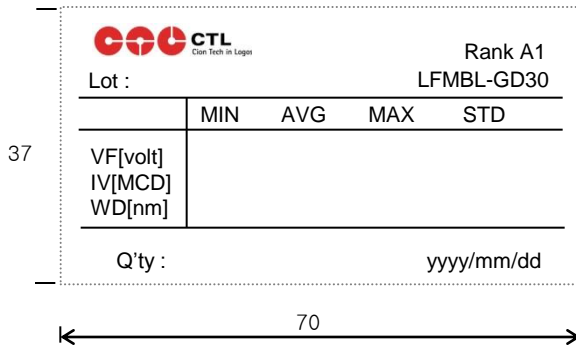 CTL
Cion Tech in Logos
Rank A1
Lot :
LFMBL-GD30
MIN AVG MAX STD
37
VF[volt]
IV[MCD]
WD[nm]
Q'ty :
yyyy/mm/dd
70